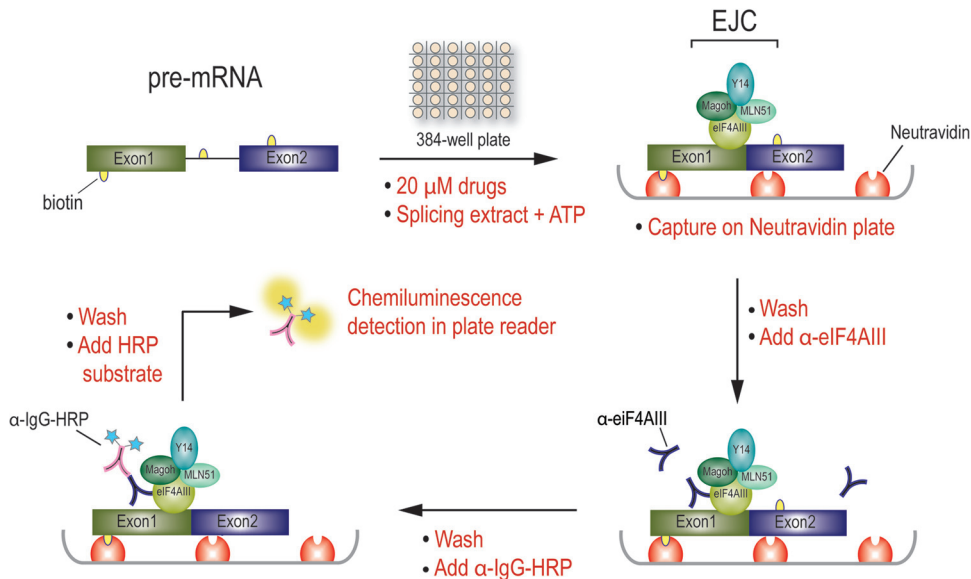 pre-mRNA
Exon1
Exon2
biotin
384-well plate
• 20 µM drugs
• Splicing extract + ATP
EJC
Y14
Magoh
MLN51
eIF4AIII
Exon1
Exon2
Neutravidin
• Capture on Neutravidin plate
• Wash
• Add α-eIF4AIII
α-eiF4AIII
Y14
Magoh
MLN51
eIF4AIII
Exon1
Exon2
• Wash
• Add α-IgG-HRP
α-IgG-HRP
Y14
Magoh
MLN51
eIF4AIII
Exon1
Exon2
• Wash
• Add HRP
substrate
Chemiluminescence
detection in plate reader